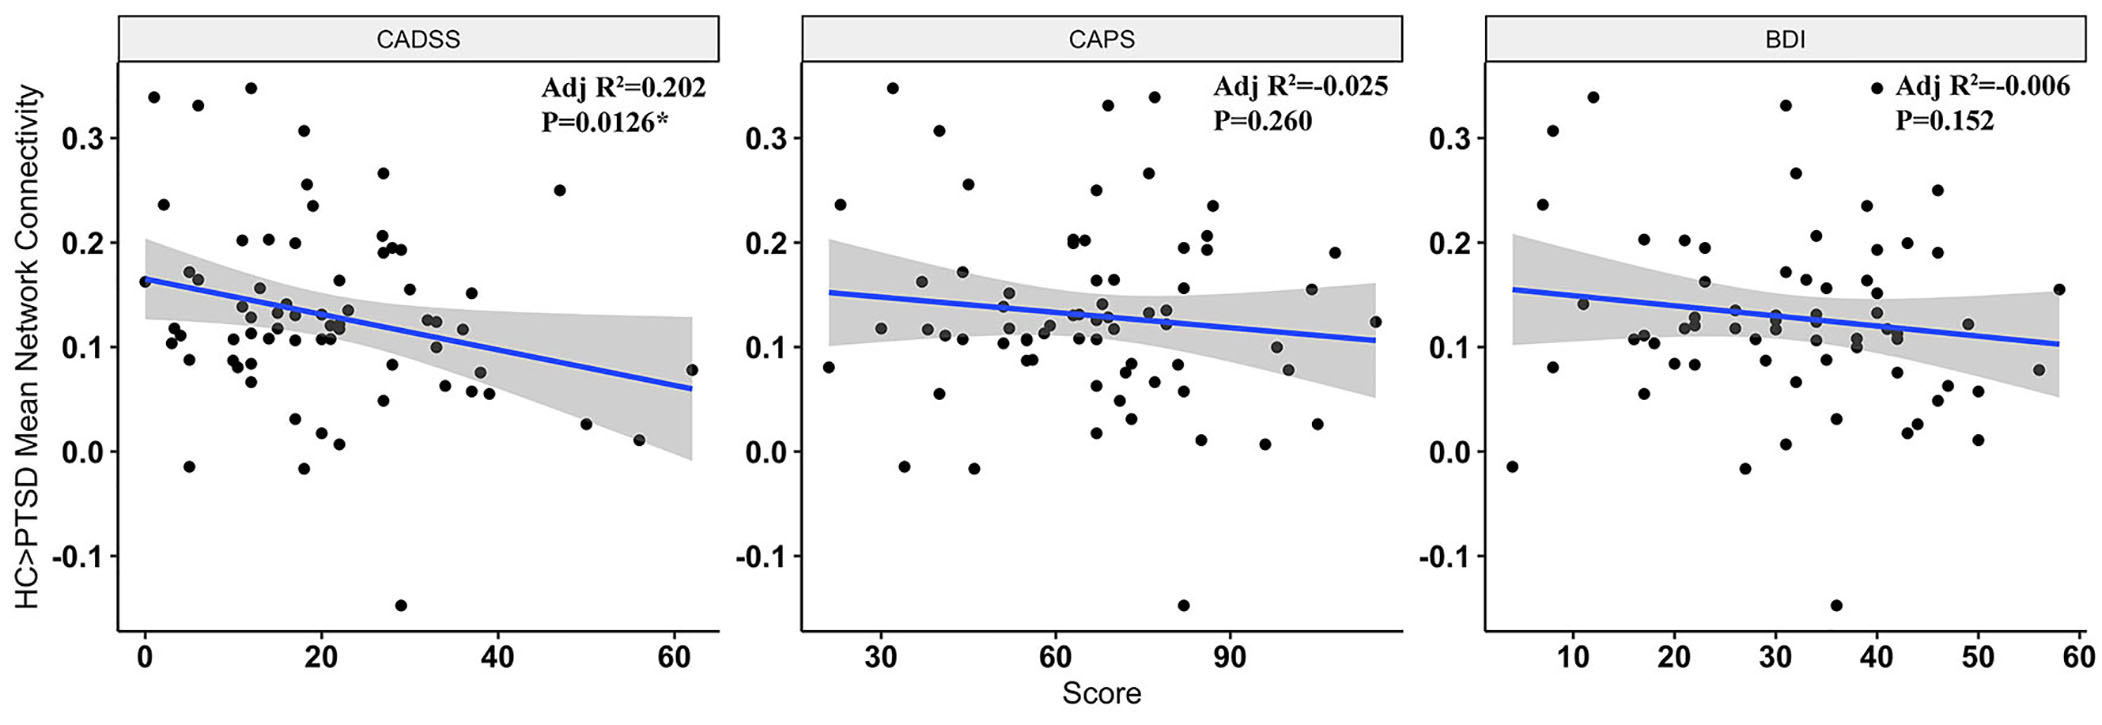 CADSS
CAPS
BDI
HC>PTSD Mean Network Connectivity
Adj R²=0.202
P=0.0126*
Adj R²=-0.025
P=0.260
Adj R²=-0.006
P=0.152
0.3
0.2
0.1
0.0
-0.1
0.3
0.2
0.1
0.0
-0.1
0.3
0.2
0.1
0.0
-0.1
0 20 40 60
30 60 90
10 20 30 40 50 60
Score